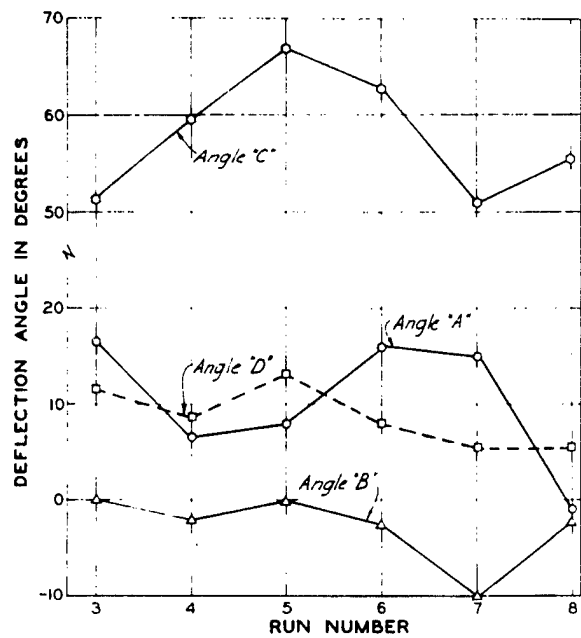 70
60
50
20
10
0
-10
DEFLECTION ANGLE IN DEGREES
Angle "C"
Angle "A"
Angle "D"
Angle "B"
3 4 5 6 7 8
RUN NUMBER